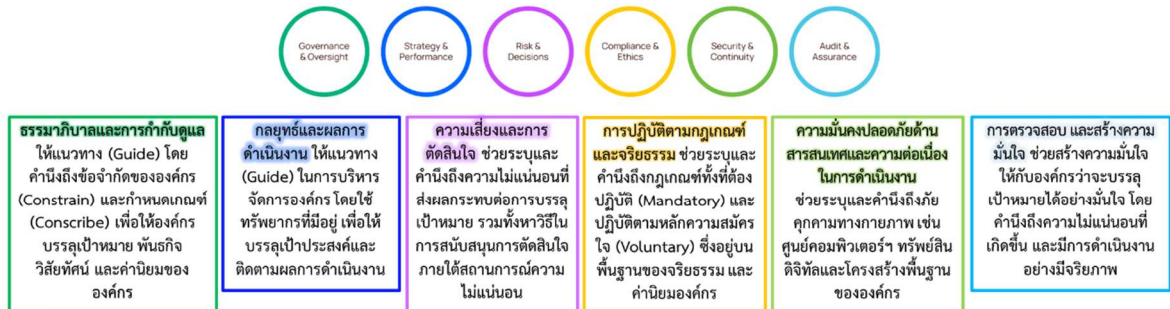 Governance
& Oversight
Strategy &
Performance
Risk &
Decisions
Compliance &
Ethics
Security &
Continuity
Audit &
Assurance
ธรรมาภิบาลและการกำกับดูแล
ให้แนวทาง (Guide) โดย
คำนึงถึงข้อจำกัดขององค์กร
(Constrain) และกำหนดเกณฑ์
(Conscribe) เพื่อให้องค์กร
บรรลุเป้าหมาย พันธกิจ
วิสัยทัศน์ และค่านิยมของ
องค์กร
กลยุทธ์และผลการ
ดำเนินงาน ให้แนวทาง
(Guide) ในการบริหาร
จัดการองค์กร โดยใช้
ทรัพยากรที่มีอยู่ เพื่อให้
บรรลุเป้าประสงค์และ
ติดตามผลการดำเนินงาน
ความเสี่ยงและการ
ตัดสินใจ ช่วยระบุและ
คำนึงถึงความไม่แน่นอนที่
ส่งผลกระทบต่อการบรรลุ
เป้าหมาย รวมทั้งหาวิธีใน
การสนับสนุนการตัดสินใจ
ภายใต้สถานการณ์ความ
ไม่แน่นอน
การปฏิบัติตามกฎเกณฑ์
และจริยธรรม ช่วยระบุและ
คำนึงถึงกฎเกณฑ์ทั้งที่ต้อง
ปฏิบัติ (Mandatory) และ
ปฏิบัติตามหลักความสมัคร
ใจ (Voluntary) ซึ่งอยู่บน
พื้นฐานของจริยธรรม และ
ค่านิยมองค์กร
ความมั่นคงปลอดภัยด้าน
สารสนเทศและความต่อเนื่อง
ในการดำเนินงาน
ช่วยระบุและคำนึงถึงภัย
คุกคามทางกายภาพ เช่น
ศูนย์คอมพิวเตอร์ฯ ทรัพย์สิน
ดิจิทัลและโครงสร้างพื้นฐาน
ขององค์กร
การตรวจสอบ และสร้างความ
มั่นใจ ช่วยสร้างความมั่นใจ
ให้กับองค์กรว่าจะบรรลุ
เป้าหมายได้อย่างมั่นใจ โดย
คำนึงถึงความไม่แน่นอนที่
เกิดขึ้น และมีการดำเนินงาน
อย่างมีจริยภาพ